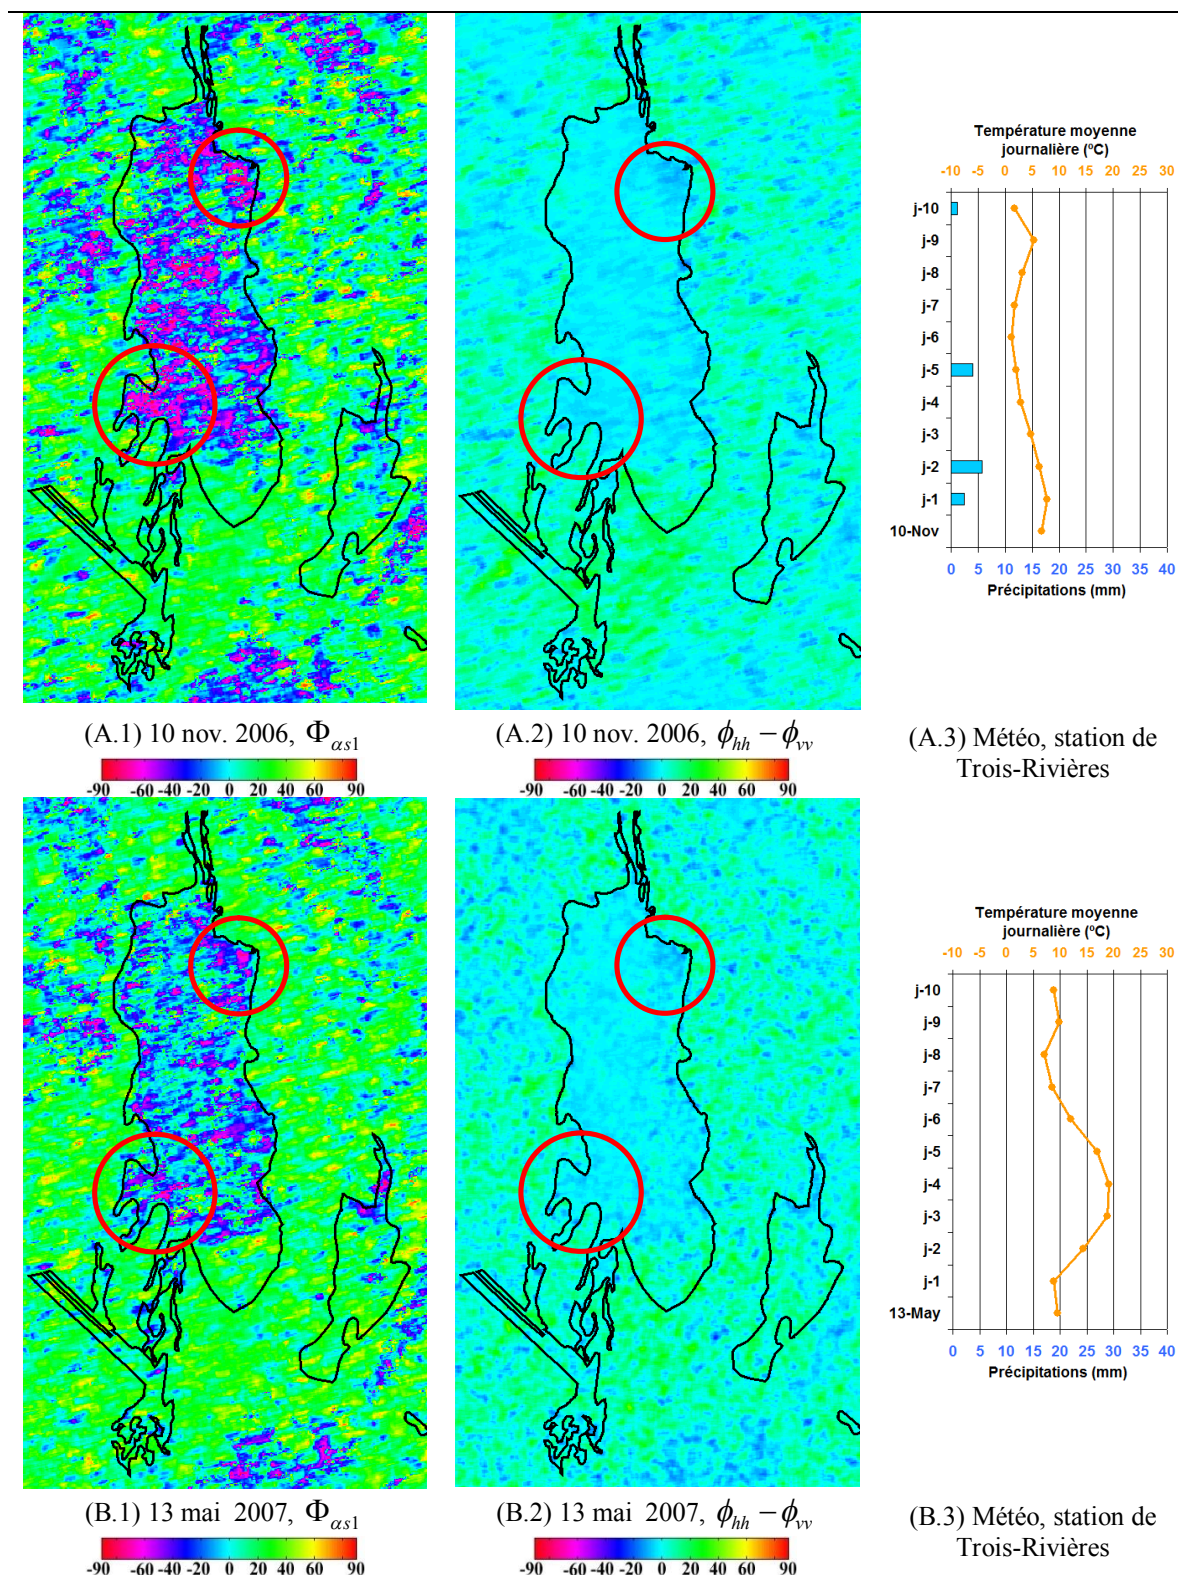 Température moyenne
journalière (ºC)
-10 -5 0 5 10 15 20 25 30
j-10
j-9
j-8
j-7
j-6
j-5
j-4
j-3
j-2
j-1
10-Nov
0 5 10 15 20 25 30 35 40
Précipitations (mm)
(A.1) 10 nov. 2006, Φαs1
(A.2) 10 nov. 2006, ϕhh − ϕvv
(A.3) Météo, station de
Trois-Rivières
-90 -60 -40 -20 0 20 40 60 90
-90 -60 -40 -20 0 20 40 60 90
Température moyenne
journalière (ºC)
-10 -5 0 5 10 15 20 25 30
j-10
j-9
j-8
j-7
j-6
j-5
j-4
j-3
j-2
j-1
13-May
0 5 10 15 20 25 30 35 40
Précipitations (mm)
(B.1) 13 mai 2007, Φαs1
(B.2) 13 mai 2007, ϕhh − ϕvv
(B.3) Météo, station de
Trois-Rivières
-90 -60 -40 -20 0 20 40 60 90
-90 -60 -40 -20 0 20 40 60 90